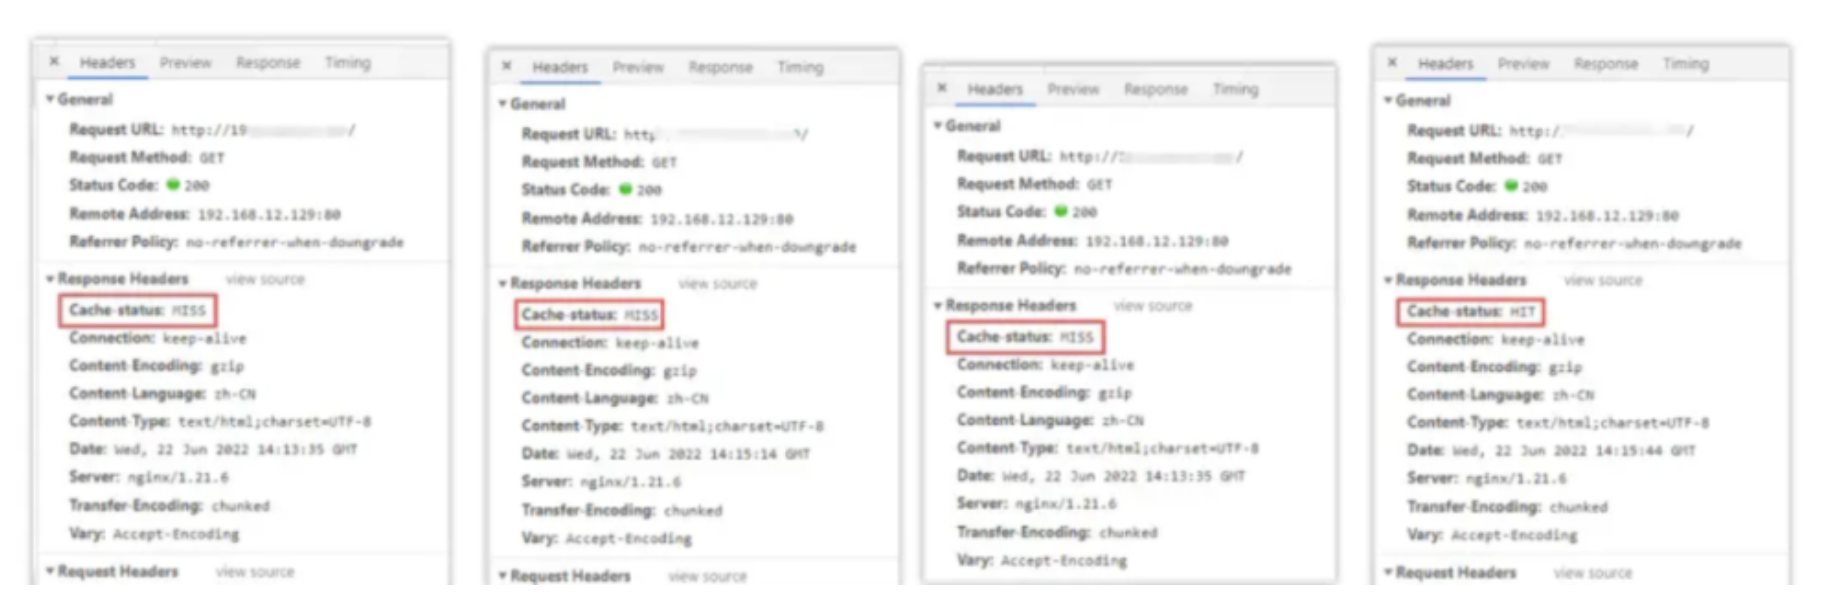 × Headers Preview Response Timing
▼ General
Request URL: http://19 /
Request Method: GET
Status Code: 200
Remote Address: 192.168.12.129:80
Referrer Policy: no-referrer-when-downgrade
▼ Response Headers view source
Cache-status: MISS
Connection: keep-alive
Content-Encoding: gzip
Content-Language: zh-CN
Content-Type: text/html;charset=UTF-8
Date: Wed, 22 Jun 2022 14:13:35 GMT
Server: nginx/1.21.6
Transfer-Encoding: chunked
Vary: Accept-Encoding
▼ Request Headers view source
× Headers Preview Response Timing
▼ General
Request URL: http /
Request Method: GET
Status Code: 200
Remote Address: 192.168.12.129:80
Referrer Policy: no-referrer-when-downgrade
▼ Response Headers view source
Cache-status: MISS
Connection: keep-alive
Content-Encoding: gzip
Content-Language: zh-CN
Content-Type: text/html;charset=UTF-8
Date: Wed, 22 Jun 2022 14:15:14 GMT
Server: nginx/1.21.6
Transfer-Encoding: chunked
Vary: Accept-Encoding
▼ Request Headers view source
× Headers Preview Response Timing
▼ General
Request URL: http:// /
Request Method: GET
Status Code: 200
Remote Address: 192.168.12.129:80
Referrer Policy: no-referrer-when-downgrade
▼ Response Headers view source
Cache-status: MISS
Connection: keep-alive
Content-Encoding: gzip
Content-Language: zh-CN
Content-Type: text/html;charset=UTF-8
Date: Wed, 22 Jun 2022 14:13:35 GMT
Server: nginx/1.21.6
Transfer-Encoding: chunked
Vary: Accept-Encoding
× Headers Preview Response Timing
▼ General
Request URL: http:/ /
Request Method: GET
Status Code: 200
Remote Address: 192.168.12.129:80
Referrer Policy: no-referrer-when-downgrade
▼ Response Headers view source
Cache-status: HIT
Connection: keep-alive
Content-Encoding: gzip
Content-Language: zh-CN
Content-Type: text/html;charset=UTF-8
Date: Wed, 22 Jun 2022 14:15:44 GMT
Server: nginx/1.21.6
Transfer-Encoding: chunked
Vary: Accept-Encoding
▼ Request Headers view source